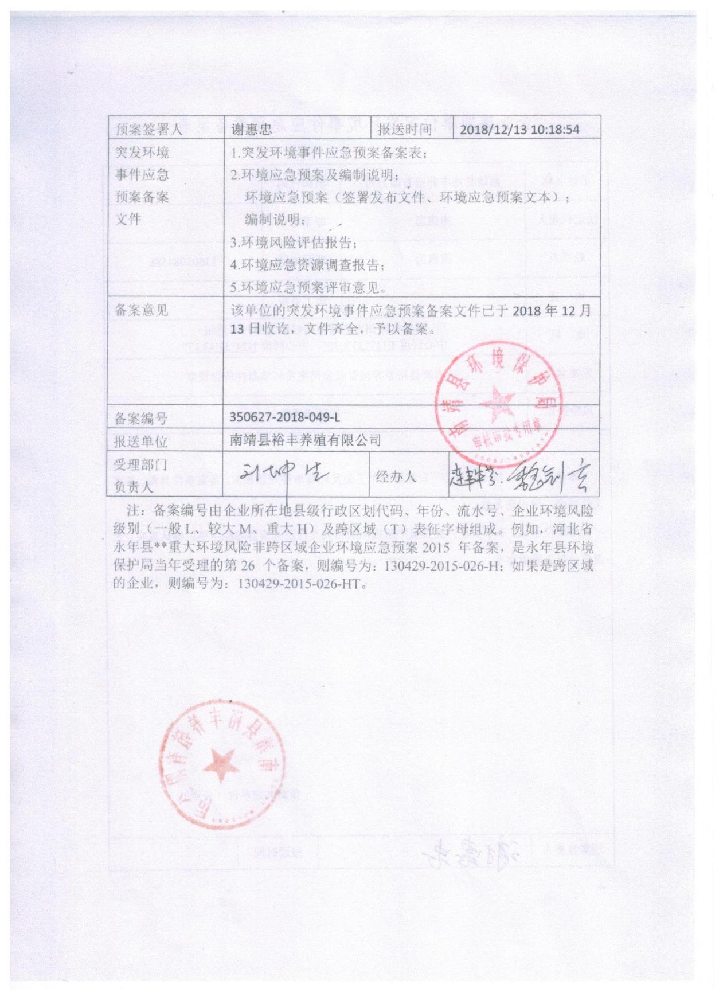 预案签署人 谢惠忠 报送时间 2018/12/13 10:18:54
突发环境 1.突发环境事件应急预案备案表；
事件应急 2.环境应急预案及编制说明：
预案备案 环境应急预案（签署发布文件、环境应急预案文本）；
文件 编制说明；
3.环境风险评估报告；
4.环境应急资源调查报告；
5.环境应急预案评审意见。
备案意见 该单位的突发环境事件应急预案备案文件已于 2018 年 12 月
13 日收讫，文件齐全，予以备案。
南靖县环境保护局
审核审批专用章
备案编号 350627-2018-049-L
报送单位 南靖县裕丰养殖有限公司
受理部门
负责人
经办人
注：备案编号由企业所在地县级行政区划代码、年份、流水号、企业环境风险
级别（一般 L、较大 M、重大 H）及跨区域（T）表征字母组成。例如，河北省
永年县**重大环境风险非跨区域企业环境应急预案 2015 年备案，是永年县环境
保护局当年受理的第 26 个备案，则编号为：130429-2015-026-H；如果是跨区域
的企业，则编号为：130429-2015-026-HT。
南靖县裕丰养殖有限公司